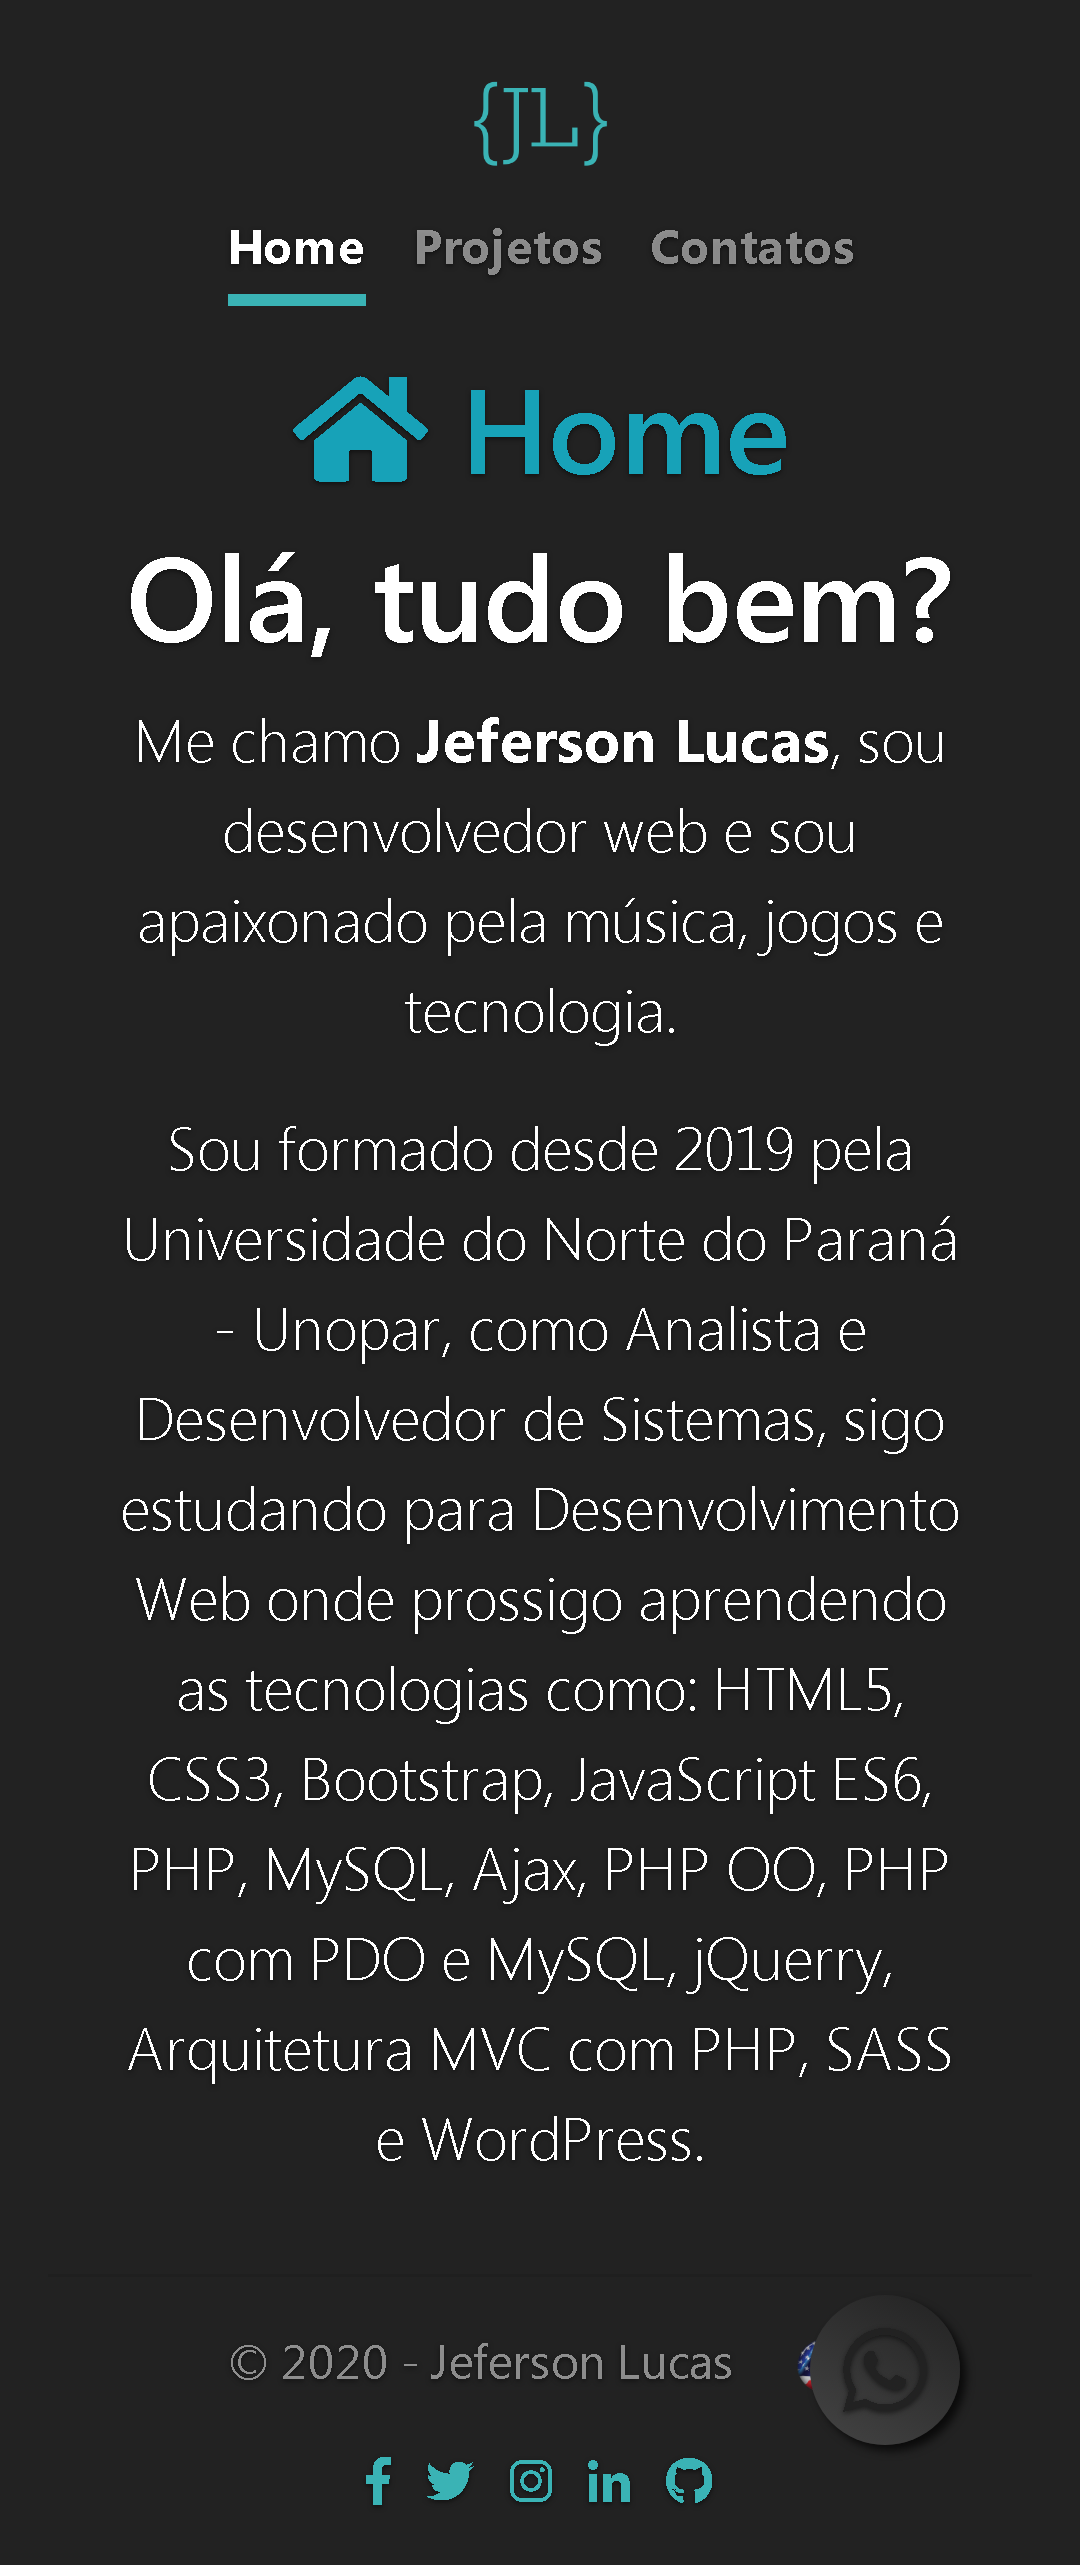 {JL}
Home Projetos Contatos
Home
Olá, tudo bem?
Me chamo Jeferson Lucas, sou
desenvolvedor web e sou
apaixonado pela música, jogos e
tecnologia.
Sou formado desde 2019 pela
Universidade do Norte do Paraná
- Unopar, como Analista e
Desenvolvedor de Sistemas, sigo
estudando para Desenvolvimento
Web onde prossigo aprendendo
as tecnologias como: HTML5,
CSS3, Bootstrap, JavaScript ES6,
PHP, MySQL, Ajax, PHP OO, PHP
com PDO e MySQL, jQuerry,
Arquitetura MVC com PHP, SASS
e WordPress.
© 2020 - Jeferson Lucas